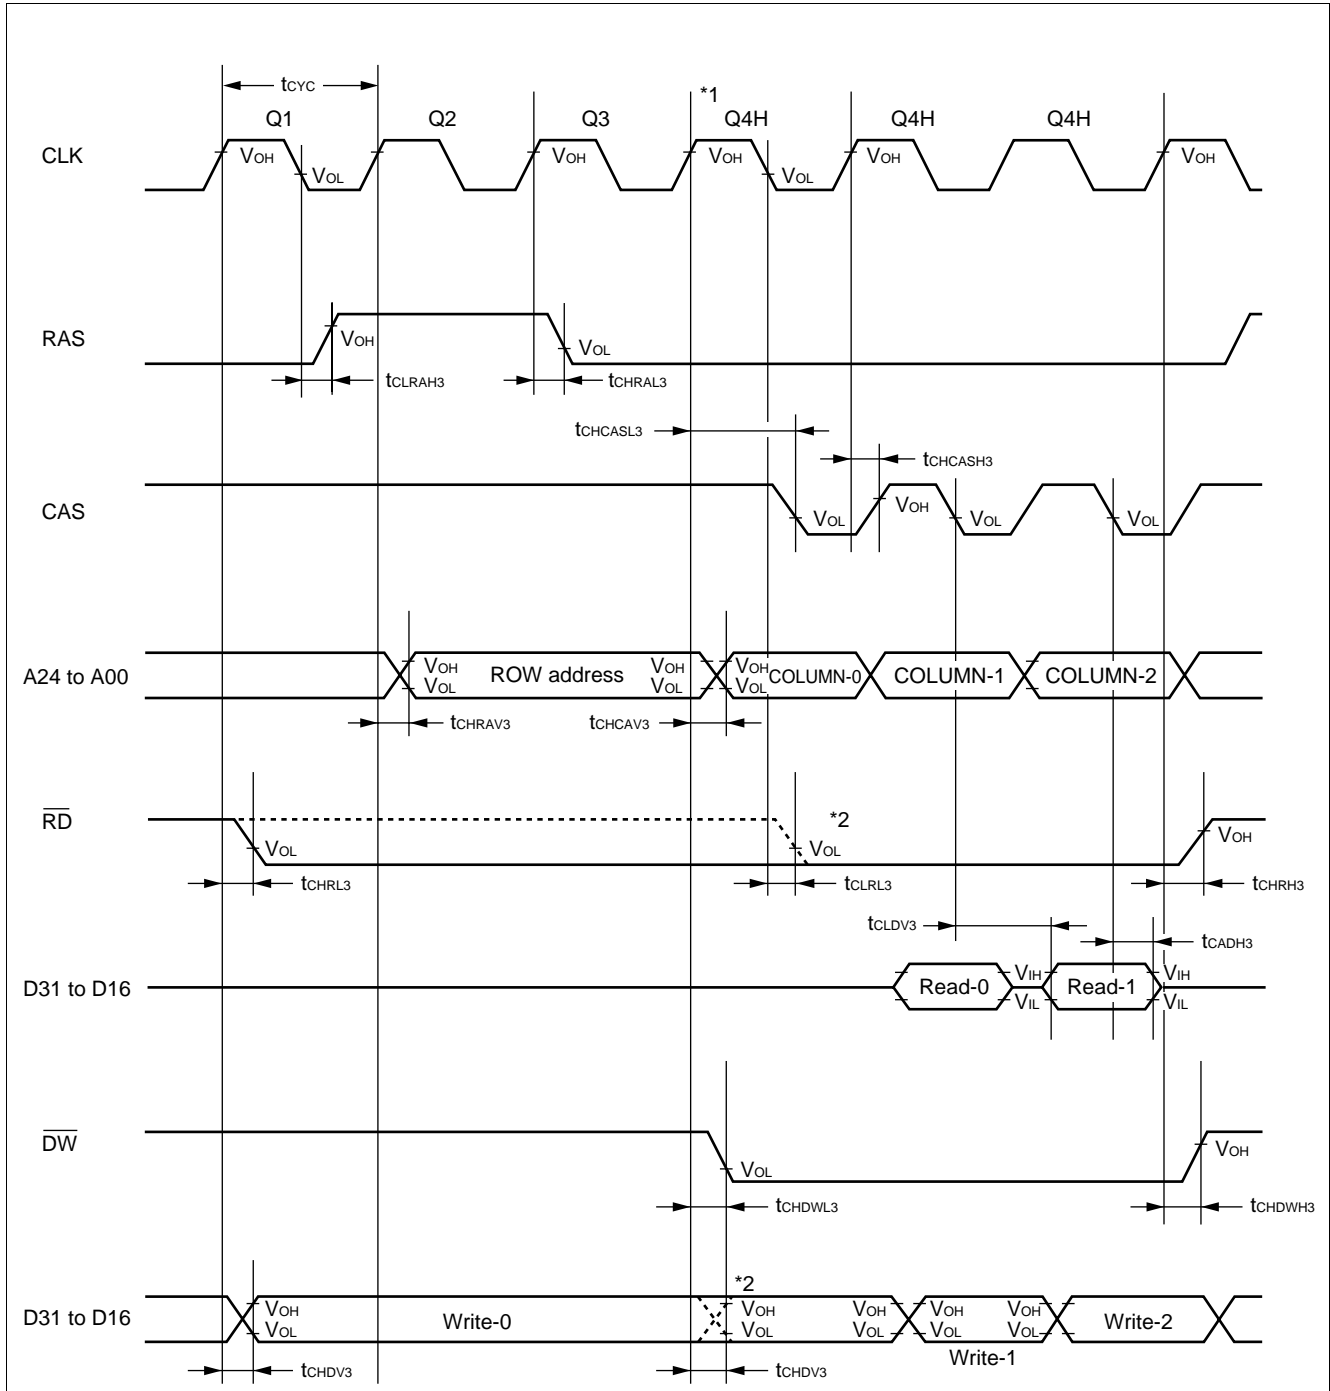 tCYC
*1
Q1 Q2 Q3 Q4H Q4H Q4H
CLK VOH VOL VOH VOH VOL VOH VOH
RAS VOH VOL
tCLRAH3 tCHRAL3
tCHCASL3
tCHCASH3
CAS VOL VOH VOL VOL
A24 to A00 VOH VOL ROW address VOH VOL VOH VOL COLUMN-0 COLUMN-1 COLUMN-2
tCHRAV3 tCHCAV3
RD *2
VOL VOL VOH
tCHRL3 tCLRL3 tCHRH3
tCLDV3
tCADH3
D31 to D16 Read-0 VIH VIL Read-1 VIH VIL
DW VOL VOH
tCHDWL3 tCHDWH3
*2
D31 to D16 VOH VOL Write-0 VOH VOL VOH VOL VOH VOL VOH VOL Write-2
Write-1
tCHDV3 tCHDV3